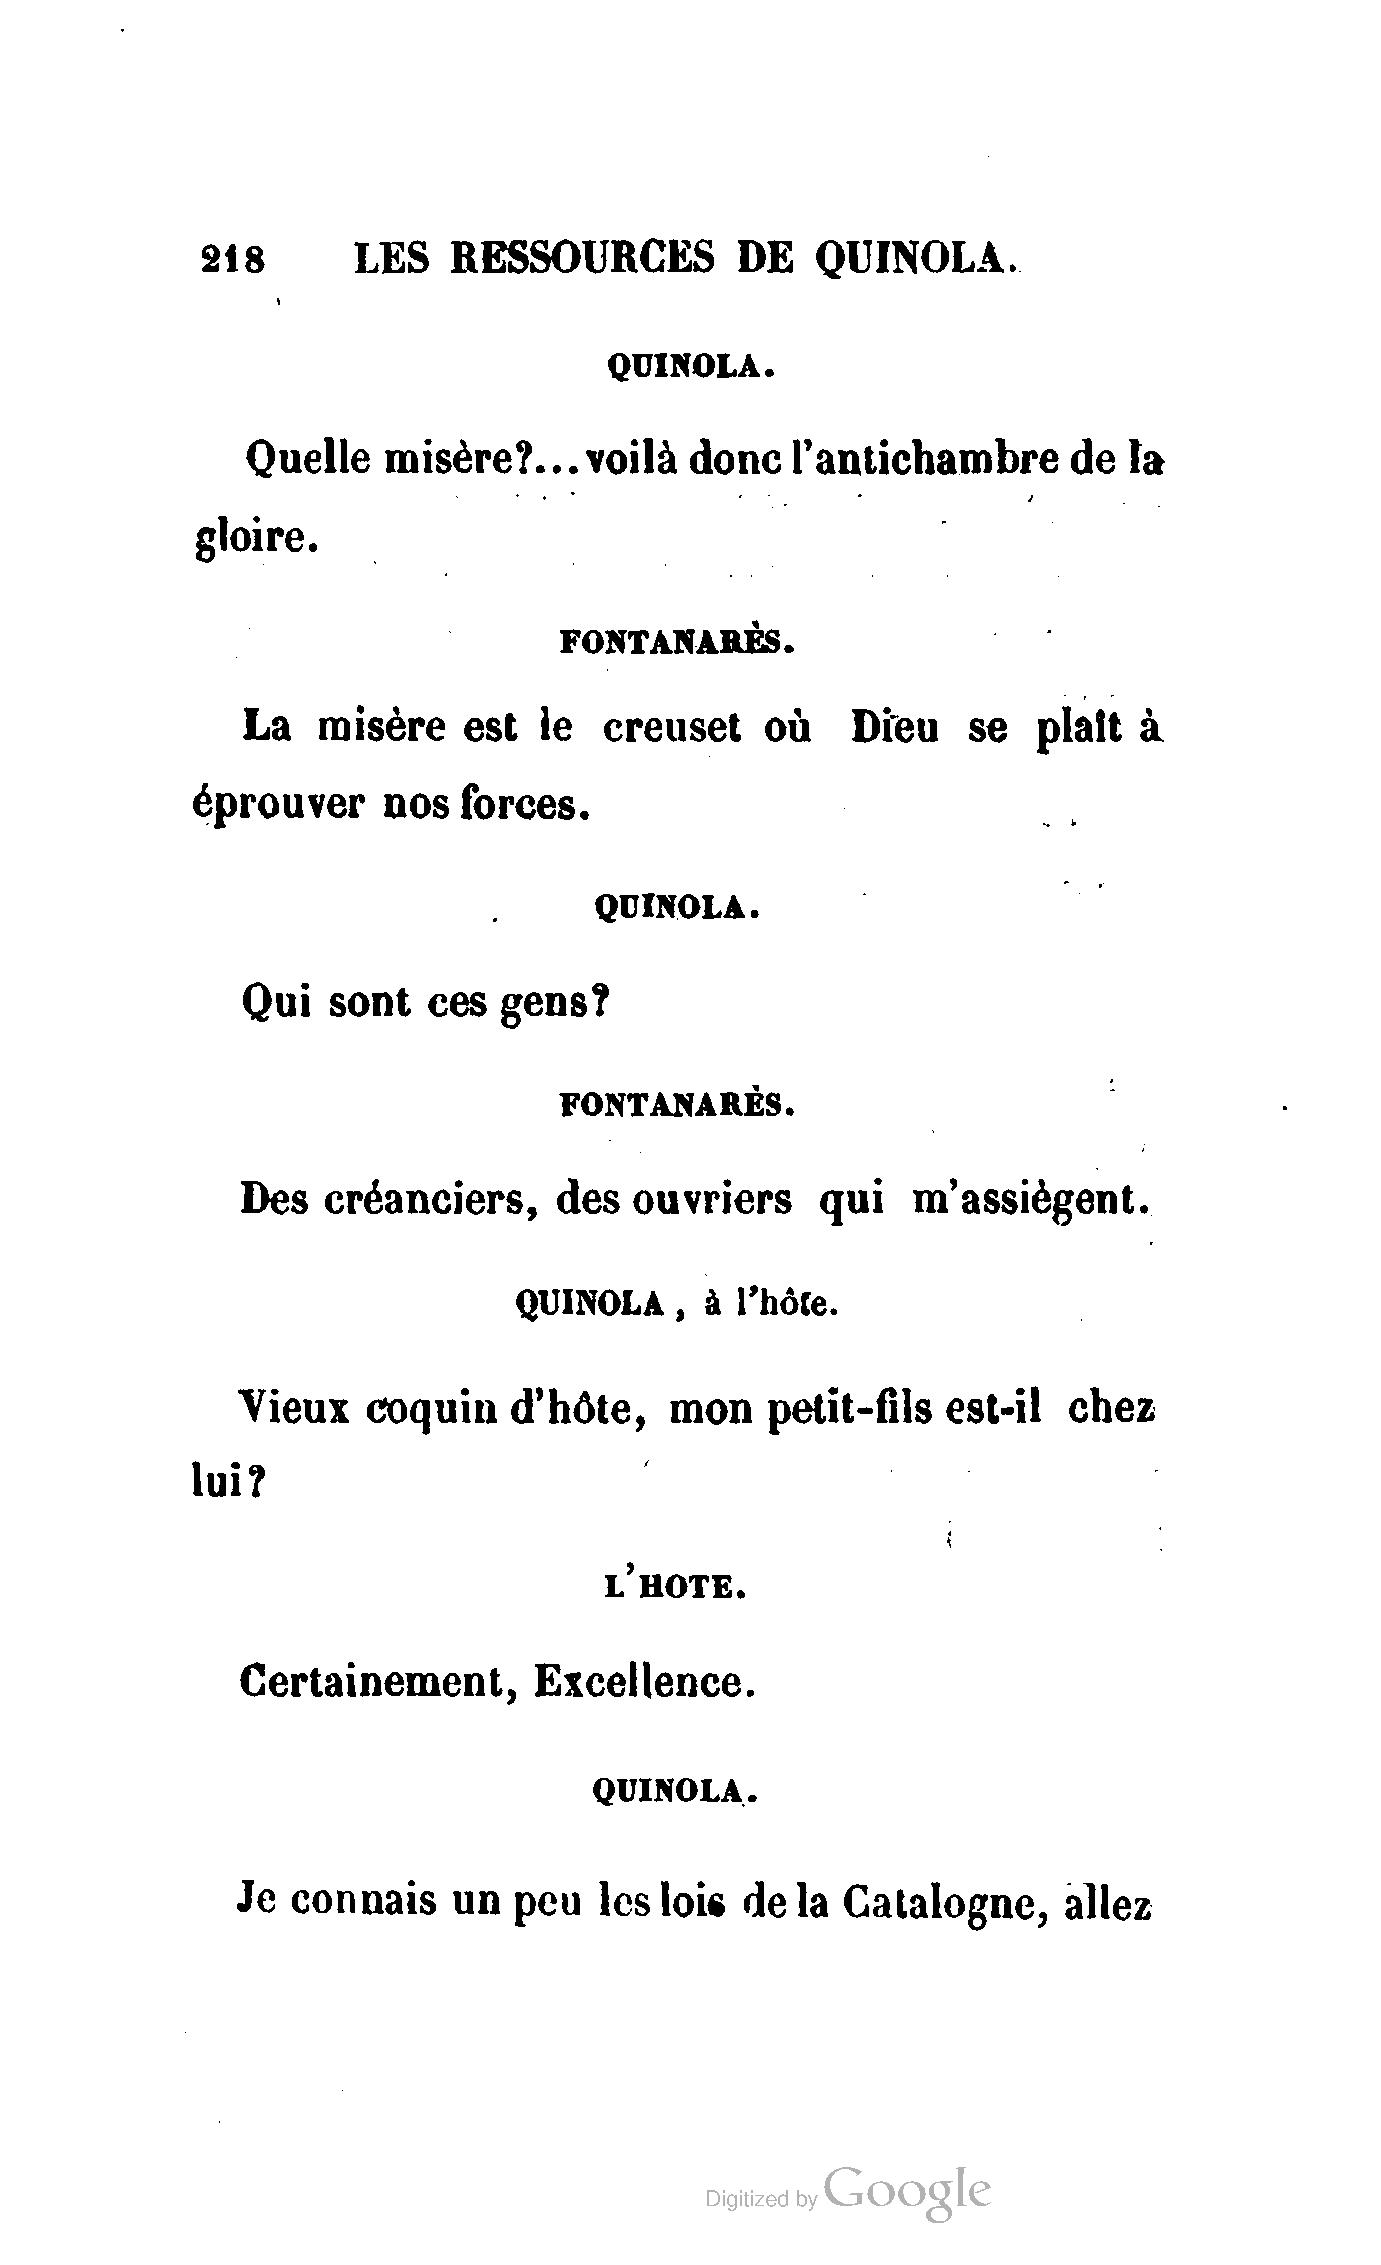 218 LES RESSOURCES DE QUINOLA.
QUINOLA.
Quelle misère?... voilà donc l'antichambre de la
gloire.
FONTANARÈS.
La misère est le creuset où Dieu se plaît à
éprouver nos forces.
QUINOLA.
Qui sont ces gens?
FONTANARÈS.
Des créanciers, des ouvriers qui m'assiègent.
QUINOLA, à l'hôte.
Vieux coquin d'hôte, mon petit-fils est-il chez
lui?
L'HOTE.
Certainement, Excellence.
QUINOLA.
Je connais un peu les lois de la Catalogne, allez
Digitized by Google